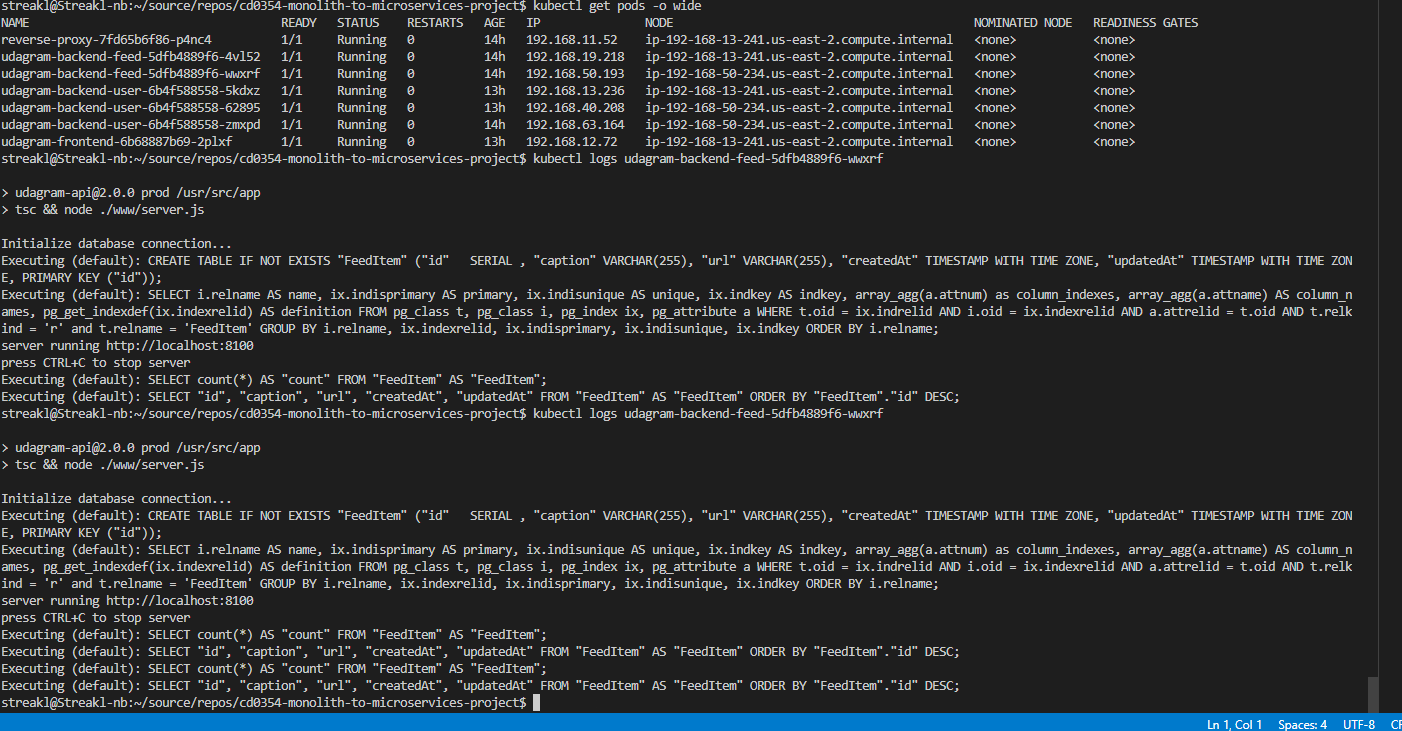 streakl@Streakl-nb:~/source/repos/cd0354-monolith-to-microservices-project$ kubectl get pods -o wide
NAME READY STATUS RESTARTS AGE IP NODE NOMINATED NODE READINESS GATES
reverse-proxy-7fd65b6f86-p4nc4 1/1 Running 0 14h 192.168.11.52 ip-192-168-13-241.us-east-2.compute.internal <none> <none>
udagram-backend-feed-5dfb4889f6-4vl52 1/1 Running 0 14h 192.168.19.218 ip-192-168-13-241.us-east-2.compute.internal <none> <none>
udagram-backend-feed-5dfb4889f6-wwxrf 1/1 Running 0 14h 192.168.50.193 ip-192-168-50-234.us-east-2.compute.internal <none> <none>
udagram-backend-user-6b4f588558-5kdxz 1/1 Running 0 13h 192.168.13.236 ip-192-168-13-241.us-east-2.compute.internal <none> <none>
udagram-backend-user-6b4f588558-62895 1/1 Running 0 13h 192.168.40.208 ip-192-168-50-234.us-east-2.compute.internal <none> <none>
udagram-backend-user-6b4f588558-zmxpd 1/1 Running 0 14h 192.168.63.164 ip-192-168-50-234.us-east-2.compute.internal <none> <none>
udagram-frontend-6b68887b69-2plxf 1/1 Running 0 13h 192.168.12.72 ip-192-168-13-241.us-east-2.compute.internal <none> <none>
streakl@Streakl-nb:~/source/repos/cd0354-monolith-to-microservices-project$ kubectl logs udagram-backend-feed-5dfb4889f6-wwxrf
> udagram-api@2.0.0 prod /usr/src/app
> tsc && node ./www/server.js
Initialize database connection...
Executing (default): CREATE TABLE IF NOT EXISTS "FeedItem" ("id"   SERIAL , "caption" VARCHAR(255), "url" VARCHAR(255), "createdAt" TIMESTAMP WITH TIME ZONE, "updatedAt" TIMESTAMP WITH TIME ZON
E, PRIMARY KEY ("id"));
Executing (default): SELECT i.relname AS name, ix.indisprimary AS primary, ix.indisunique AS unique, ix.indkey AS indkey, array_agg(a.attnum) as column_indexes, array_agg(a.attname) AS column_n
ames, pg_get_indexdef(ix.indexrelid) AS definition FROM pg_class t, pg_class i, pg_index ix, pg_attribute a WHERE t.oid = ix.indrelid AND i.oid = ix.indexrelid AND a.attrelid = t.oid AND t.relk
ind = 'r' and t.relname = 'FeedItem' GROUP BY i.relname, ix.indexrelid, ix.indisprimary, ix.indisunique, ix.indkey ORDER BY i.relname;
server running http://localhost:8100
press CTRL+C to stop server
Executing (default): SELECT count(*) AS "count" FROM "FeedItem" AS "FeedItem";
Executing (default): SELECT "id", "caption", "url", "createdAt", "updatedAt" FROM "FeedItem" AS "FeedItem" ORDER BY "FeedItem"."id" DESC;
streakl@Streakl-nb:~/source/repos/cd0354-monolith-to-microservices-project$ kubectl logs udagram-backend-feed-5dfb4889f6-wwxrf
> udagram-api@2.0.0 prod /usr/src/app
> tsc && node ./www/server.js
Initialize database connection...
Executing (default): CREATE TABLE IF NOT EXISTS "FeedItem" ("id"   SERIAL , "caption" VARCHAR(255), "url" VARCHAR(255), "createdAt" TIMESTAMP WITH TIME ZONE, "updatedAt" TIMESTAMP WITH TIME ZON
E, PRIMARY KEY ("id"));
Executing (default): SELECT i.relname AS name, ix.indisprimary AS primary, ix.indisunique AS unique, ix.indkey AS indkey, array_agg(a.attnum) as column_indexes, array_agg(a.attname) AS column_n
ames, pg_get_indexdef(ix.indexrelid) AS definition FROM pg_class t, pg_class i, pg_index ix, pg_attribute a WHERE t.oid = ix.indrelid AND i.oid = ix.indexrelid AND a.attrelid = t.oid AND t.relk
ind = 'r' and t.relname = 'FeedItem' GROUP BY i.relname, ix.indexrelid, ix.indisprimary, ix.indisunique, ix.indkey ORDER BY i.relname;
server running http://localhost:8100
press CTRL+C to stop server
Executing (default): SELECT count(*) AS "count" FROM "FeedItem" AS "FeedItem";
Executing (default): SELECT "id", "caption", "url", "createdAt", "updatedAt" FROM "FeedItem" AS "FeedItem" ORDER BY "FeedItem"."id" DESC;
Executing (default): SELECT count(*) AS "count" FROM "FeedItem" AS "FeedItem";
Executing (default): SELECT "id", "caption", "url", "createdAt", "updatedAt" FROM "FeedItem" AS "FeedItem" ORDER BY "FeedItem"."id" DESC;
streakl@Streakl-nb:~/source/repos/cd0354-monolith-to-microservices-project$
Ln 1, Col 1 Spaces: 4 UTF-8